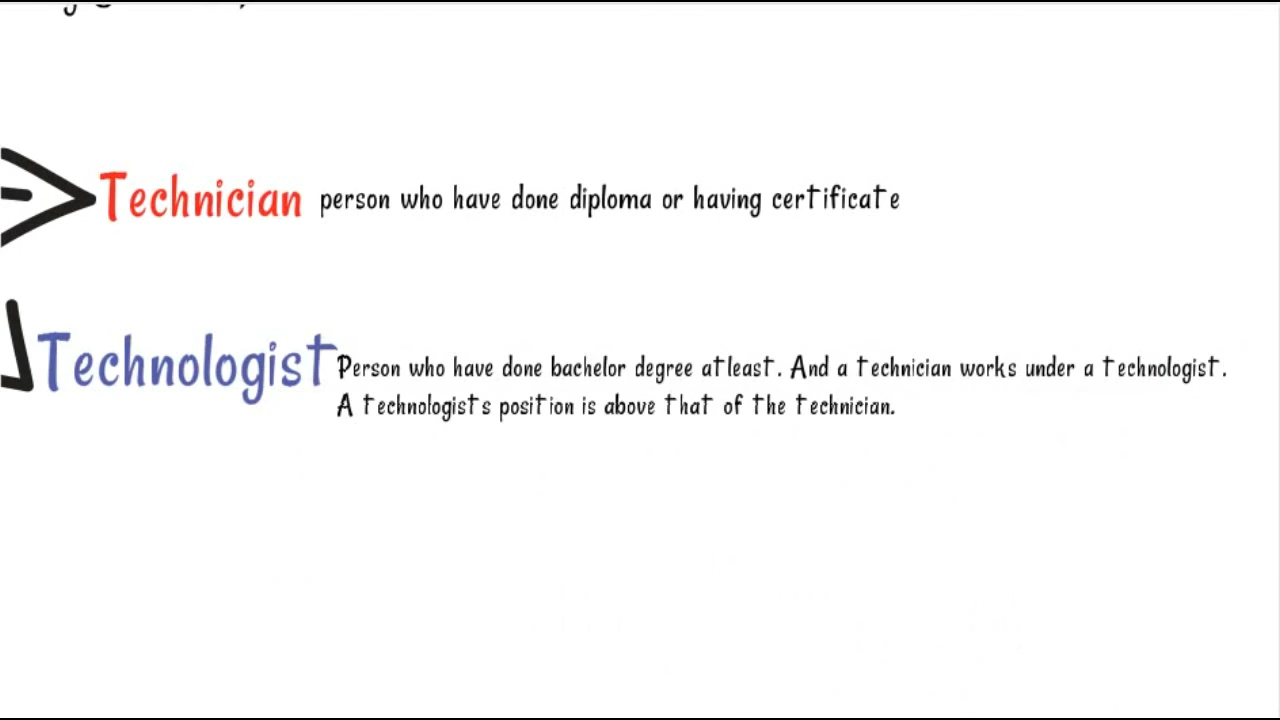 Technician person who have done diploma or having certificate
Technologist Person who have done bachelor degree atleast. And a technician works under a technologist.
A technologists position is above that of the technician.